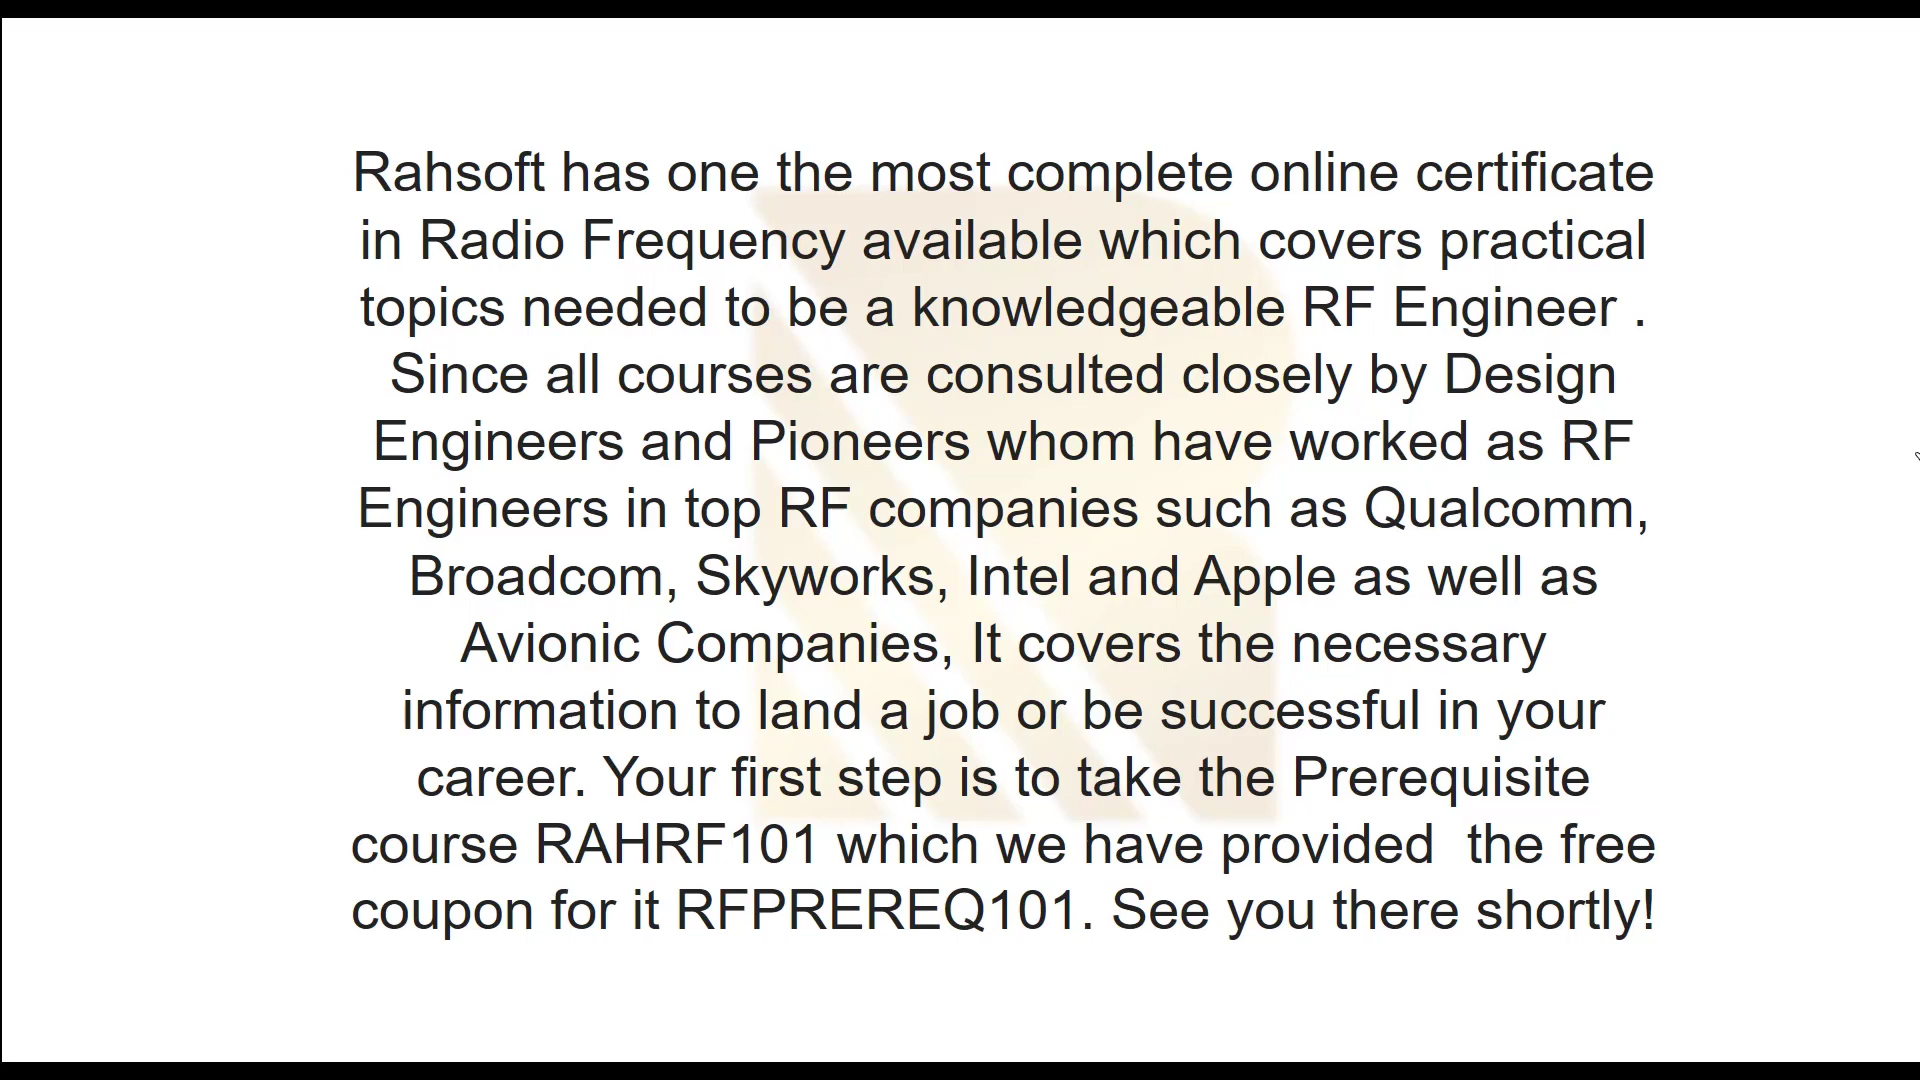 Rahsoft has one the most complete online certificate
in Radio Frequency available which covers practical
topics needed to be a knowledgeable RF Engineer .
Since all courses are consulted closely by Design
Engineers and Pioneers whom have worked as RF
Engineers in top RF companies such as Qualcomm,
Broadcom, Skyworks, Intel and Apple as well as
Avionic Companies, It covers the necessary
information to land a job or be successful in your
career. Your first step is to take the Prerequisite
course RAHRF101 which we have provided  the free
coupon for it RFPREREQ101. See you there shortly!